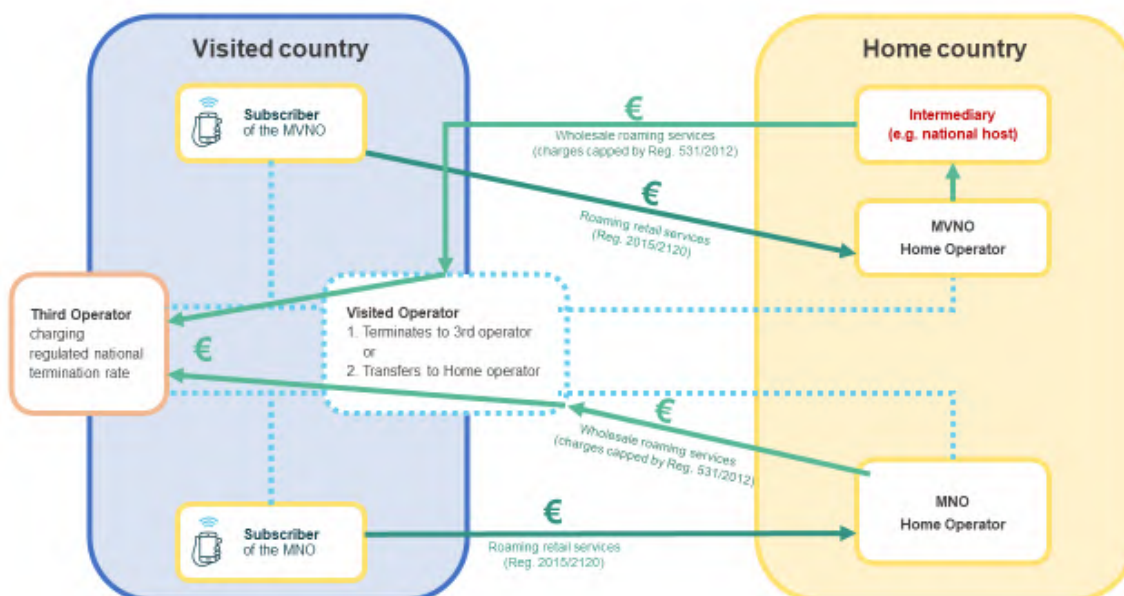 Visited country
Home country
Subscriber
of the MVNO
€
Wholesale roaming services
(charges capped by Reg. 531/2012)
Intermediary
(e.g. national host)
€
Roaming retail services
(Reg. 2015/2120)
MVNO
Home Operator
Third Operator
charging
regulated national
termination rate
€
Visited Operator
1. Terminates to 3rd operator
or
2. Transfers to Home operator
€
Wholesale roaming services
(charges capped by Reg. 531/2012)
MNO
Home Operator
Subscriber
of the MNO
€
Roaming retail services
(Reg. 2015/2120)